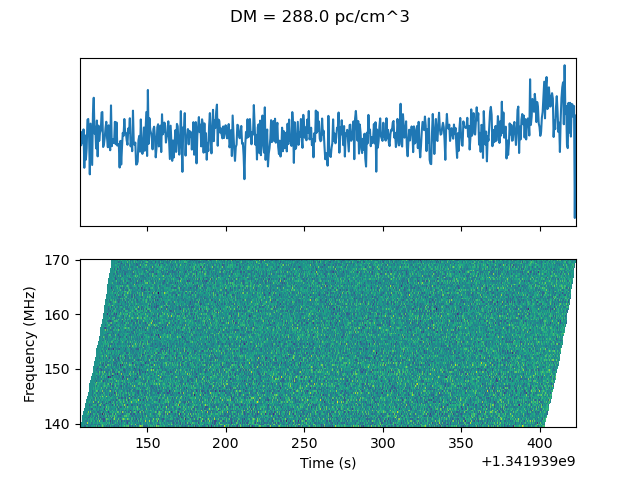 DM = 288.0 pc/cm^3
170
160
150
140
Frequency (MHz)
150 200 250 300 350 400
Time (s)
+1.341939e9